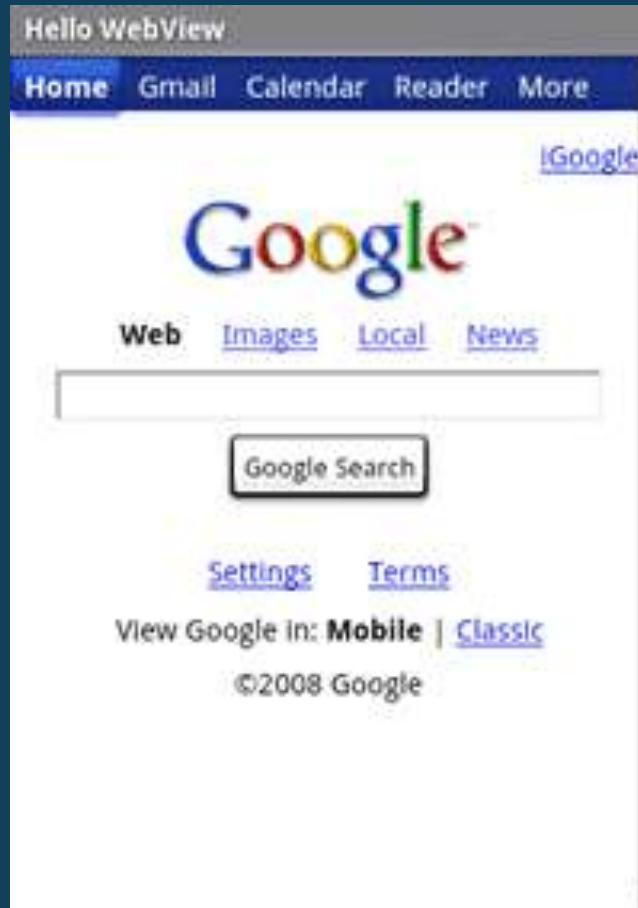 Hello WebView
Home Gmail Calendar Reader More
iGoogle
Google™
Web Images Local News
Google Search
Settings Terms
View Google in: Mobile | Classic
©2008 Google